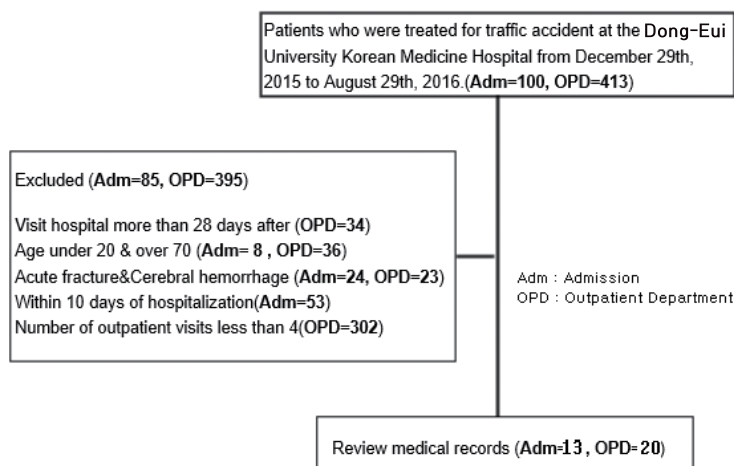 Patients who were treated for traffic accident at the Dong-Eui
University Korean Medicine Hospital from December 29th,
2015 to August 29th, 2016.(Adm=100, OPD=413)
Excluded (Adm=85, OPD=395)
Visit hospital more than 28 days after (OPD=34)
Age under 20 & over 70 (Adm= 8 , OPD=36)
Acute fracture&Cerebral hemorrhage (Adm=24, OPD=23)
Within 10 days of hospitalization(Adm=53)
Number of outpatient visits less than 4(OPD=302)
Adm : Admission
OPD : Outpatient Department
Review medical records (Adm=13, OPD=20)